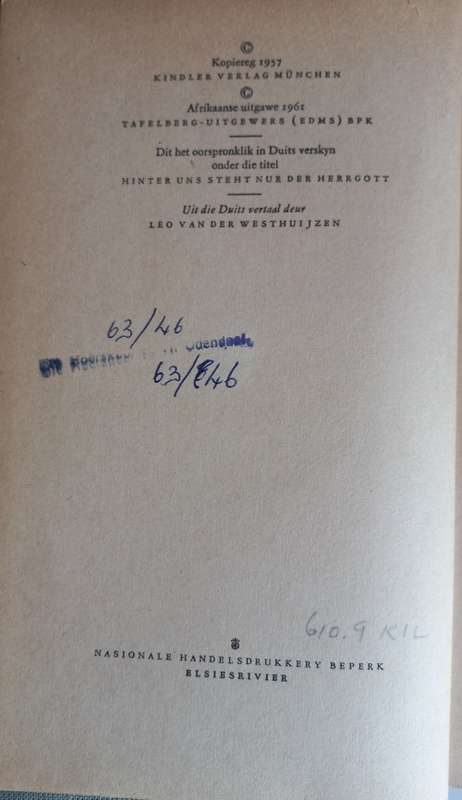 ©
Kopiereg 1957
KINDLER VERLAG MÜNCHEN
©
Afrikaanse uitgawe 1961
TAFELBERG-UITGEWERS (EDMS) BPK
Dit het oorspronklik in Duits verskyn
onder die titel
HINTER UNS STEHT NUR DER HERRGOTT
Uit die Duits vertaal deur
LEO VAN DER WESTHUIJZEN
63/46
Odendaal
63/846
610.9 KIL
NASIONALE HANDELSDRUKKERY BEPERK
ELSIESRIVIER